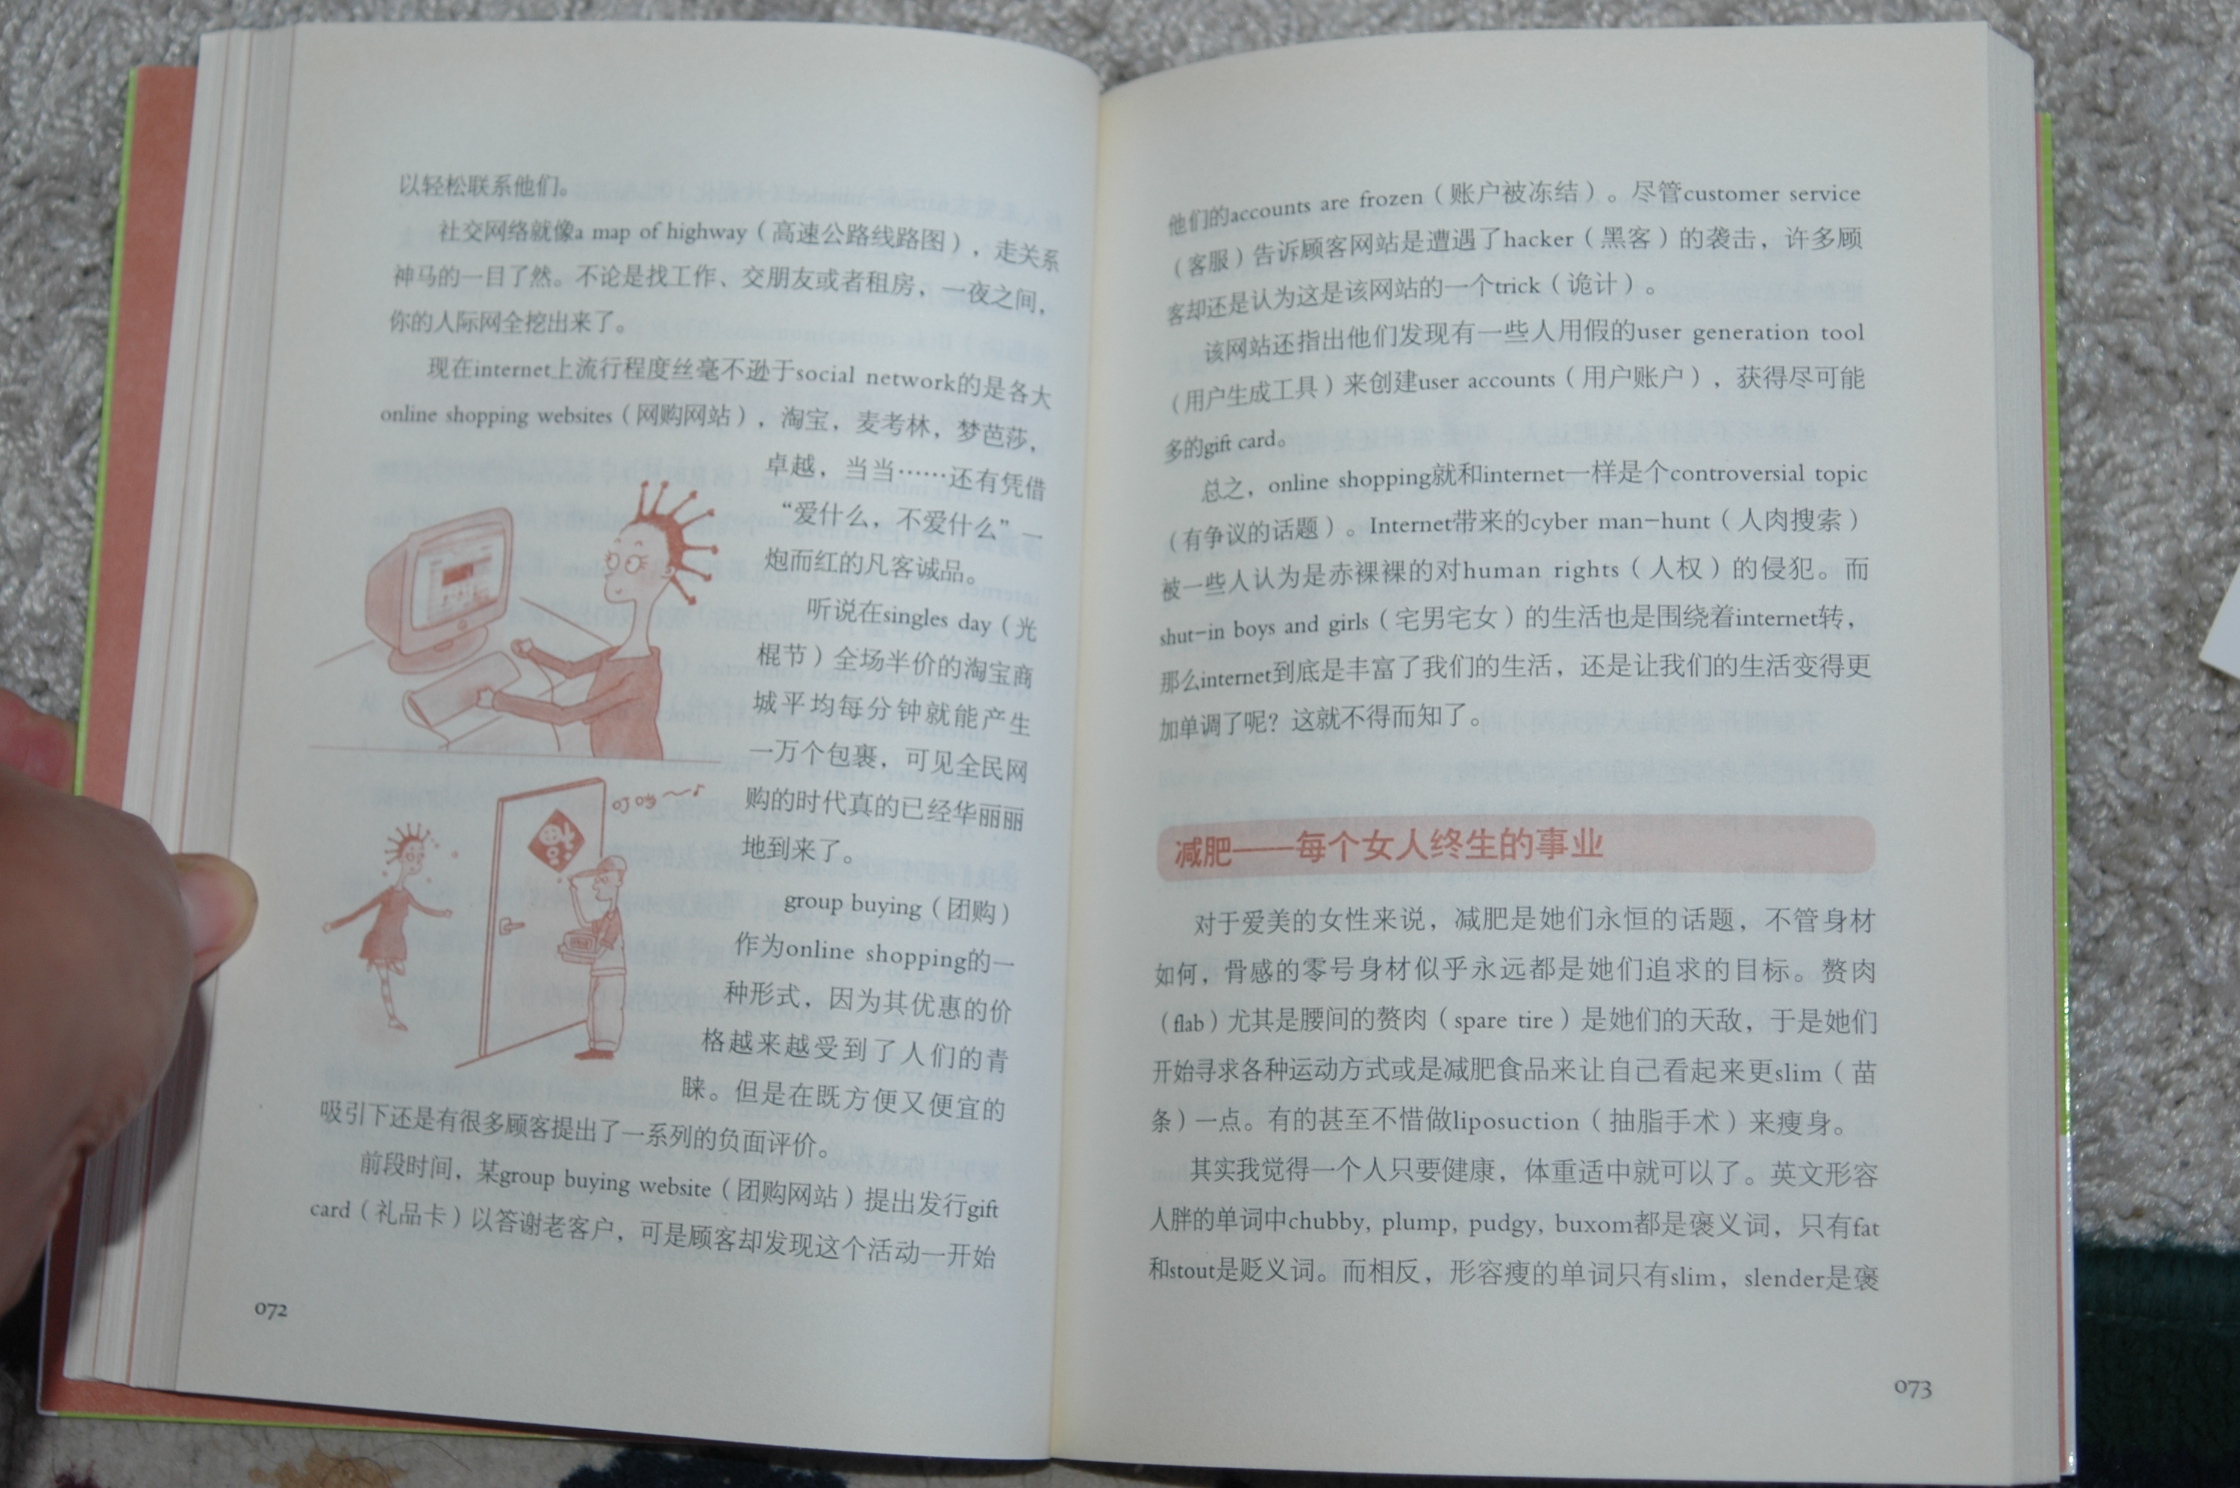 以轻松联系他们。
社交网络就像a map of highway（高速公路线路图），走关系
神马的一目了然。不论是找工作、交朋友或者租房，一夜之间，
你的人际网全挖出来了。
现在internet上流行程度丝毫不逊于social network的是各大
online shopping websites（网购网站），淘宝，麦考林，梦芭莎，
卓越，当当……还有凭借
“爱什么，不爱什么”一
炮而红的凡客诚品。
听说在singles day（光
棍节）全场半价的淘宝商
城平均每分钟就能产生
一万个包裹，可见全民网
购的时代真的已经华丽丽
地到来了。
group buying（团购）
作为online shopping的一
种形式，因为其优惠的价
格越来越受到了人们的青
睐。但是在既方便又便宜的
吸引下还是有很多顾客提出了一系列的负面评价。
前段时间，某group buying website（团购网站）提出发行gift
card（礼品卡）以答谢老客户，可是顾客却发现这个活动一开始
叮咚
福
072
他们的accounts are frozen（账户被冻结）。尽管customer service
（客服）告诉顾客网站是遭遇了hacker（黑客）的袭击，许多顾
客却还是认为这是该网站的一个trick（诡计）。
该网站还指出他们发现有一些人用假的user generation tool
（用户生成工具）来创建user accounts（用户账户），获得尽可能
多的gift card。
总之，online shopping就和internet一样是个controversial topic
（有争议的话题）。Internet带来的cyber man-hunt（人肉搜索）
被一些人认为是赤裸裸的对human rights（人权）的侵犯。而
shut-in boys and girls（宅男宅女）的生活也是围绕着internet转，
那么internet到底是丰富了我们的生活，还是让我们的生活变得更
加单调了呢？这就不得而知了。
减肥——每个女人终生的事业
对于爱美的女性来说，减肥是她们永恒的话题，不管身材
如何，骨感的零号身材似乎永远都是她们追求的目标。赘肉
（flab）尤其是腰间的赘肉（spare tire）是她们的天敌，于是她们
开始寻求各种运动方式或是减肥食品来让自己看起来更slim（苗
条）一点。有的甚至不惜做liposuction（抽脂手术）来瘦身。
其实我觉得一个人只要健康，体重适中就可以了。英文形容
人胖的单词中chubby, plump, pudgy, buxom都是褒义词，只有fat
和stout是贬义词。而相反，形容瘦的单词只有slim，slender是褒
073